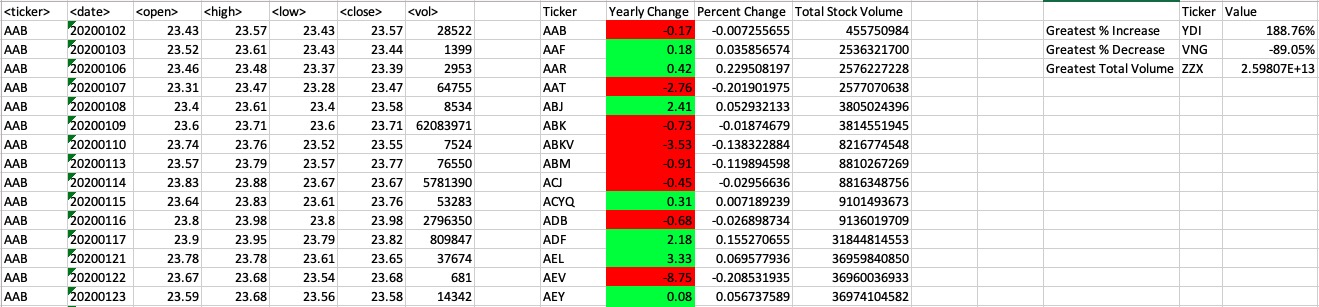 <ticker> <date> <open> <high> <low> <close> <vol> Ticker Yearly Change Percent Change Total Stock Volume Ticker Value
AAB 20200102 23.43 23.57 23.43 23.57 28522 AAB -0.17 -0.007255655 455750984 Greatest % Increase YDI 188.76%
AAB 20200103 23.52 23.61 23.43 23.44 1399 AAF 0.18 0.035856574 2536321700 Greatest % Decrease VNG -89.05%
AAB 20200106 23.46 23.48 23.37 23.39 2953 AAR 0.42 0.229508197 2576227228 Greatest Total Volume ZZX 2.59807E+13
AAB 20200107 23.31 23.47 23.28 23.47 64755 AAT -2.76 -0.201901975 2577070638
AAB 20200108 23.4 23.61 23.4 23.58 8534 ABJ 2.41 0.052932133 3805024396
AAB 20200109 23.6 23.71 23.6 23.71 62083971 ABK -0.73 -0.01874679 3814551945
AAB 20200110 23.74 23.76 23.52 23.55 7524 ABKV -3.53 -0.138322884 8216774548
AAB 20200113 23.57 23.79 23.57 23.77 76550 ABM -0.91 -0.119894598 8810267269
AAB 20200114 23.83 23.88 23.67 23.67 5781390 ACJ -0.45 -0.02956636 8816348756
AAB 20200115 23.64 23.83 23.61 23.76 53283 ACYQ 0.31 0.007189239 9101493673
AAB 20200116 23.8 23.98 23.8 23.98 2796350 ADB -0.68 -0.026898734 9136019709
AAB 20200117 23.9 23.95 23.79 23.82 809847 ADF 2.18 0.155270655 31844814553
AAB 20200121 23.78 23.78 23.61 23.65 37674 AEL 3.33 0.069577936 36959840850
AAB 20200122 23.67 23.68 23.54 23.68 681 AEV -8.75 -0.208531935 36960036933
AAB 20200123 23.59 23.68 23.56 23.58 14342 AEY 0.08 0.056737589 36974104582